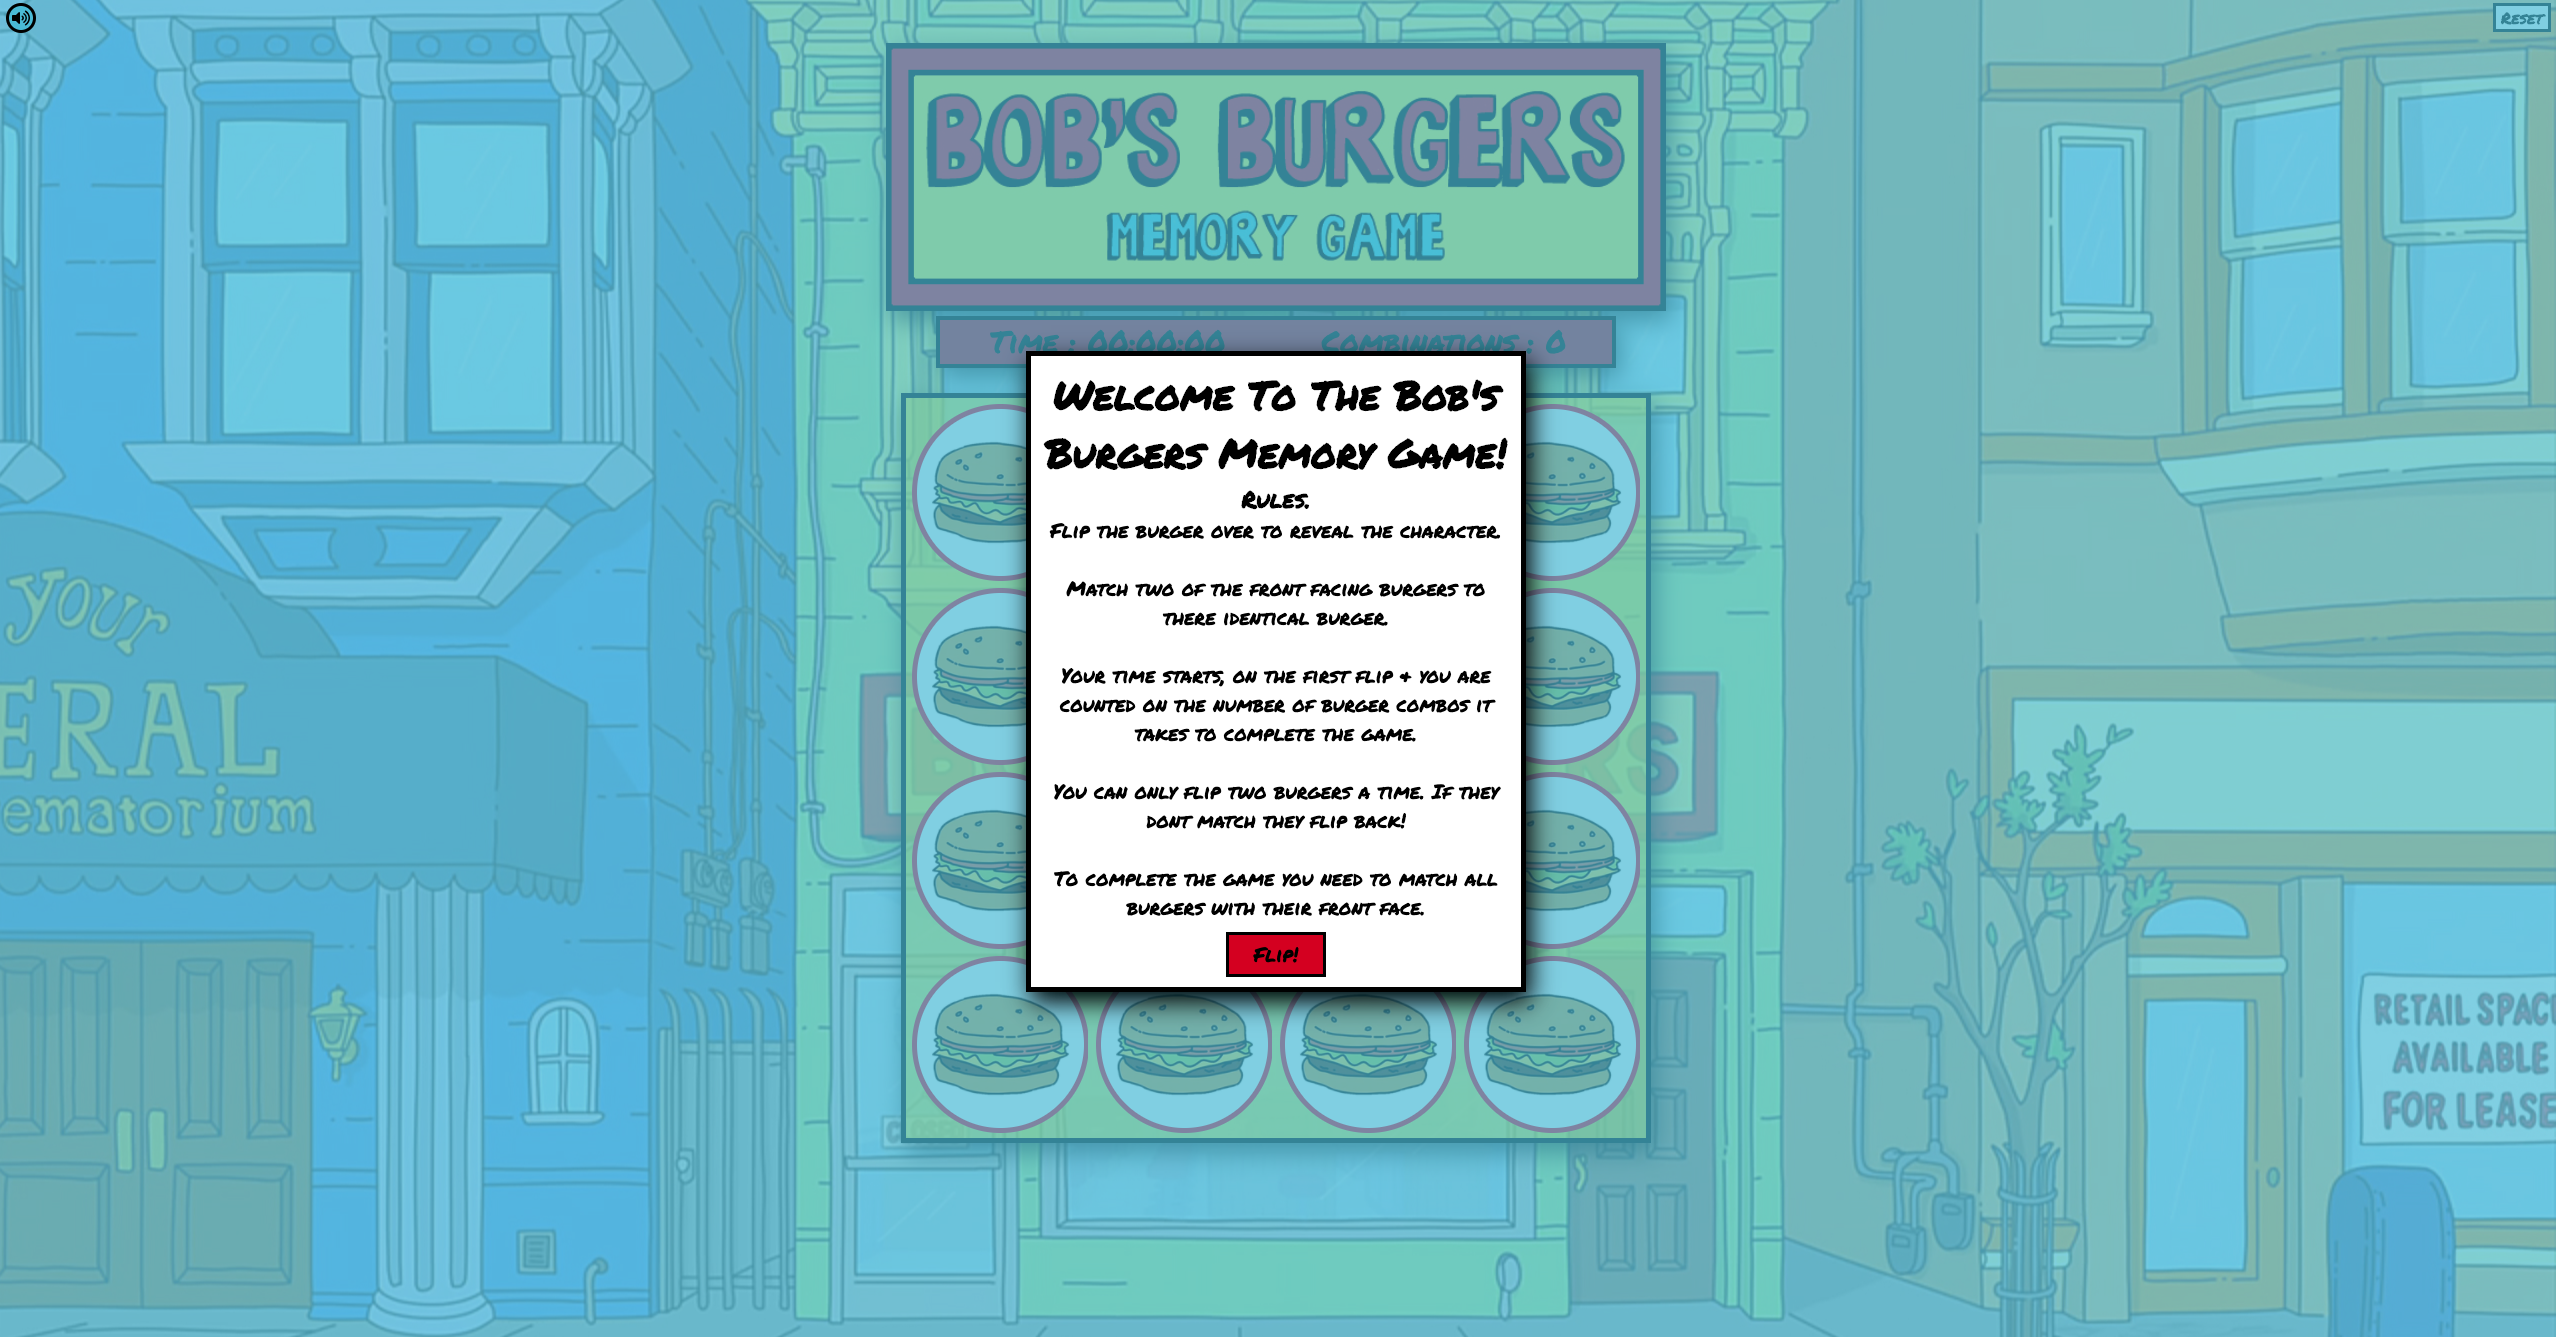 Reset
BOB'S BURGERS
MEMORY GAME
Time : 00:00:00 Combinations : 0
Welcome To The Bob's
Burgers Memory Game!
Rules.
Flip the burger over to reveal the character.
Match two of the front facing burgers to
there identical burger.
Your time starts, on the first flip & you are
counted on the number of burger combos it
takes to complete the game.
You can only flip two burgers a time. If they
dont match they flip back!
To complete the game you need to match all
burgers with their front face.
Flip!
your
ERAL
ematorium
RETAIL SPAC
AVAILABLE
FOR LEASE